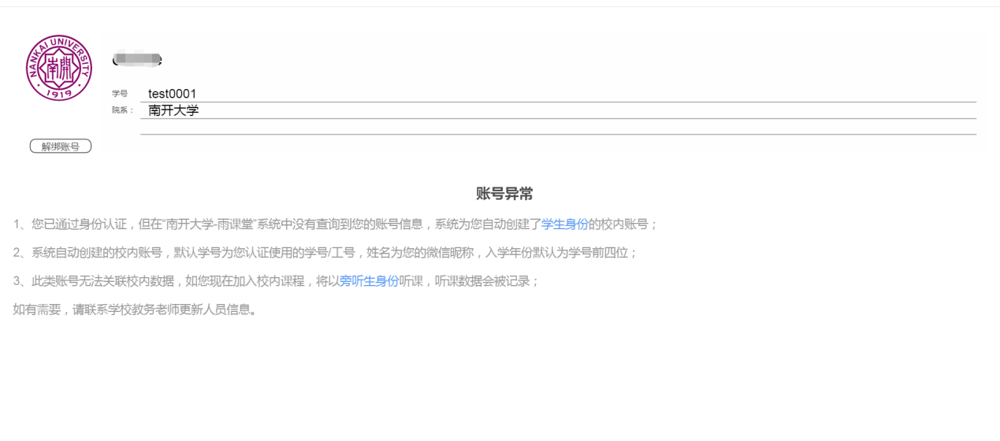 NANKAI UNIVERSITY
南開
1919
学号 test0001
院系： 南开大学
解绑账号
账号异常
1、您已通过身份认证，但在“南开大学-雨课堂”系统中没有查询到您的账号信息，系统为您自动创建了学生身份的校内账号；
2、系统自动创建的校内账号，默认学号为您认证使用的学号/工号，姓名为您的微信昵称，入学年份默认为学号前四位；
3、此类账号无法关联校内数据，如您现在加入校内课程，将以旁听生身份听课，听课数据会被记录；
如有需要，请联系学校教务老师更新人员信息。